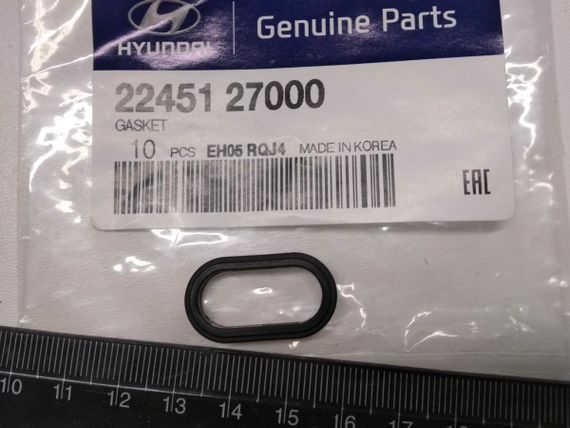 HYUNDAI
Genuine Parts
22451 27000
GASKET
10 PCS EH05 RQJ4 MADE IN KOREA
EAC
10 11 12 13 14 15 16 17 18